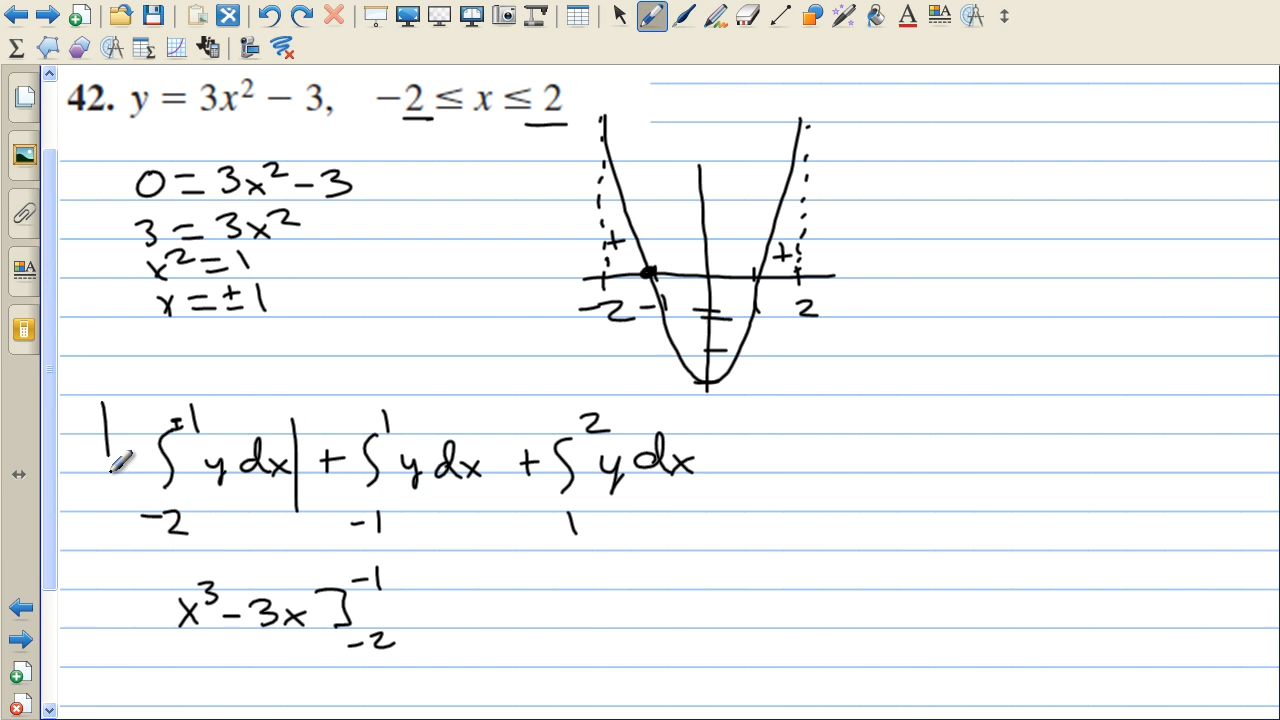 42. y = 3x² − 3, −2 ≤ x ≤ 2
0 = 3x² − 3
3 = 3x²
x² = 1
x = ± 1
+ +
−2 −1 1 2
| ∫₋₂⁻¹ y dx | + ∫₋₁¹ y dx + ∫₁² y dx
x³ − 3x ]₋₂⁻¹